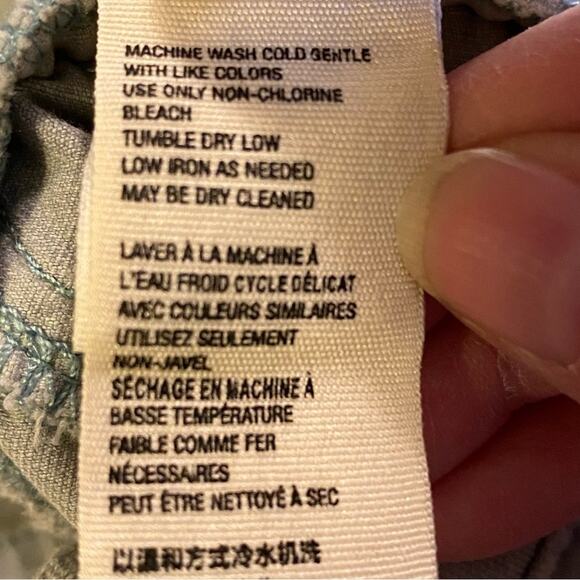 MACHINE WASH COLD GENTLE
WITH LIKE COLORS
USE ONLY NON-CHLORINE
BLEACH
TUMBLE DRY LOW
LOW IRON AS NEEDED
MAY BE DRY CLEANED
LAVER À LA MACHINE À
L'EAU FROID CYCLE DÉLICAT
AVEC COULEURS SIMILAIRES
UTILISEZ SEULEMENT
NON-JAVEL
SÉCHAGE EN MACHINE À
BASSE TEMPÉRATURE
FAIBLE COMME FER
NÉCESSAIRES
PEUT ÊTRE NETTOYÉ À SEC
以温和方式冷水机洗